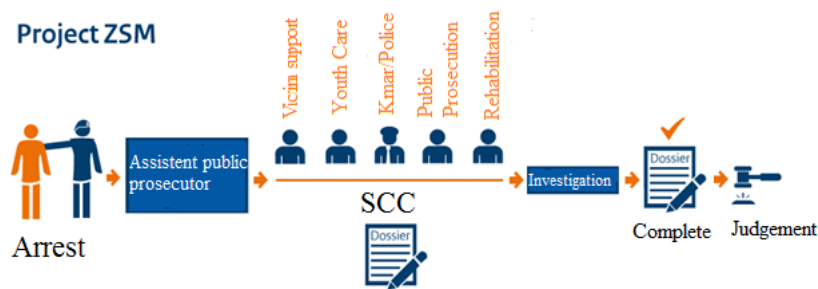 Project ZSM
Vicim support
Youth Care
Kmar/Police
Public
Prosecution
Rehabilitation
Assistent public
prosecutor
Investigation
Dossier
SCC
Dossier
Arrest
Complete
Judgement